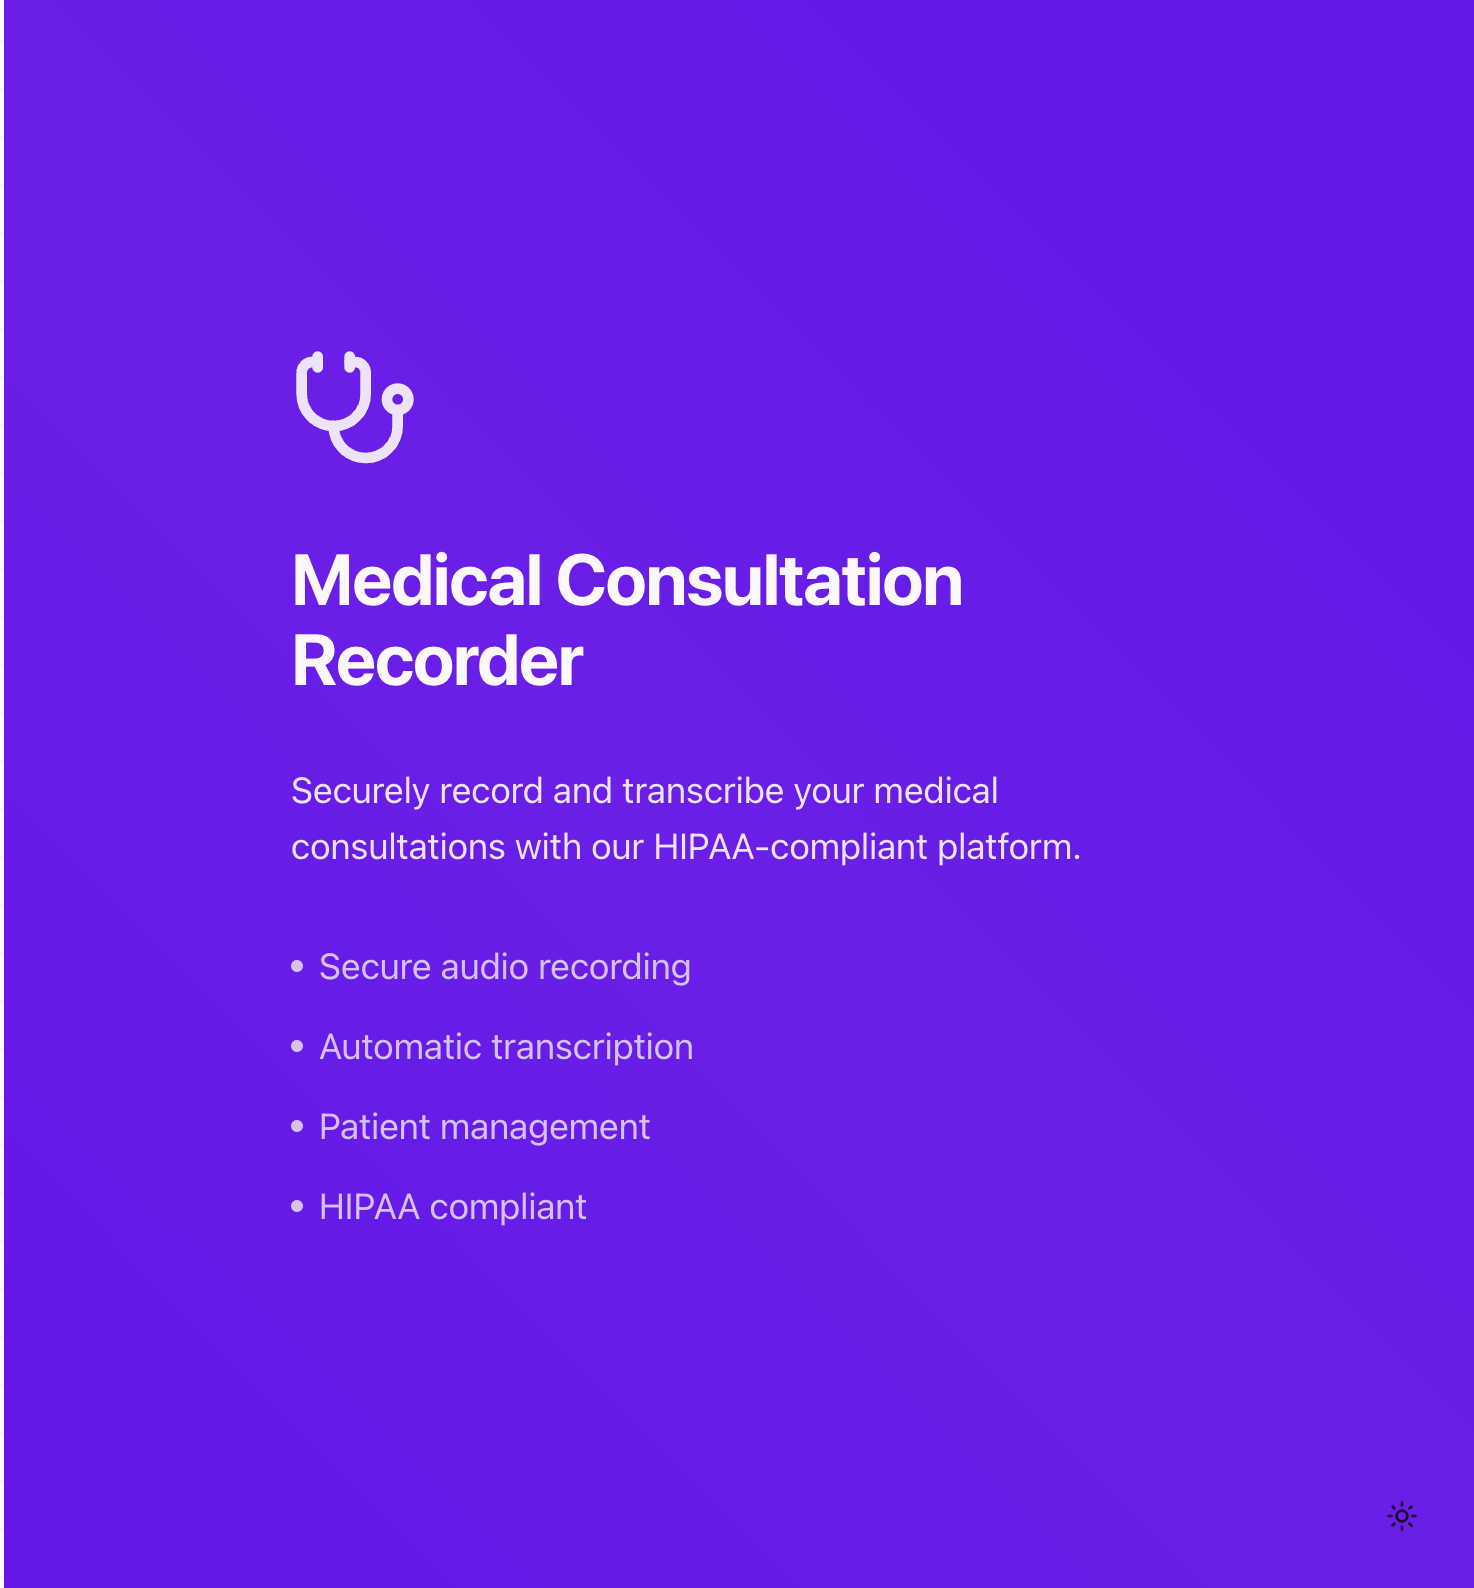 Medical Consultation
Recorder
Securely record and transcribe your medical
consultations with our HIPAA-compliant platform.
• Secure audio recording
• Automatic transcription
• Patient management
• HIPAA compliant